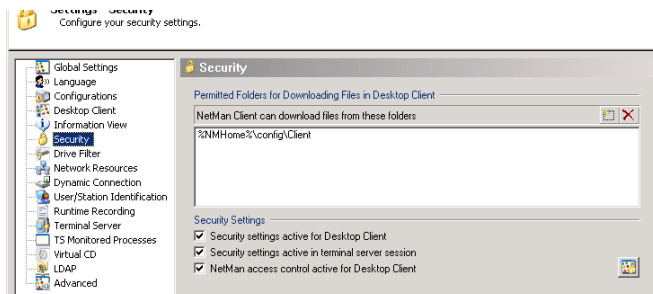 Settings - Security
Configure your security settings.
Global Settings
Language
Configurations
Desktop Client
Information View
Security
Drive Filter
Network Resources
Dynamic Connection
User/Station Identification
Runtime Recording
Terminal Server
TS Monitored Processes
Virtual CD
LDAP
Advanced
Security
Permitted Folders for Downloading Files in Desktop Client
NetMan Client can download files from these folders
%NMHome%\config\Client
Security Settings
Security settings active for Desktop Client
Security settings active in terminal server session
NetMan access control active for Desktop Client